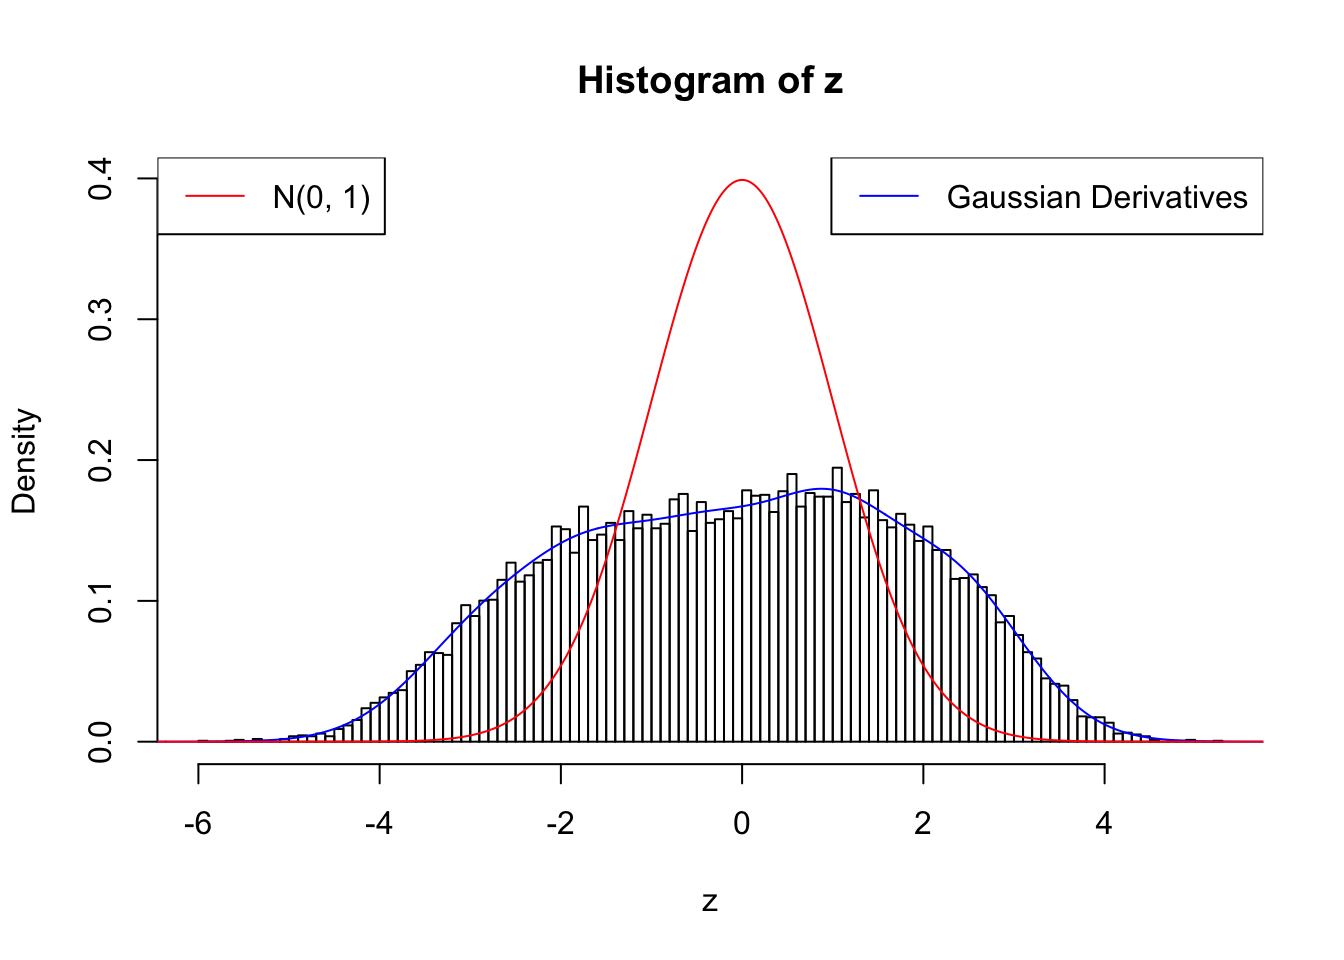 Histogram of z
N(0, 1)
Gaussian Derivatives
Density
0.4
0.3
0.2
0.1
0.0
-6 -4 -2 0 2 4
z